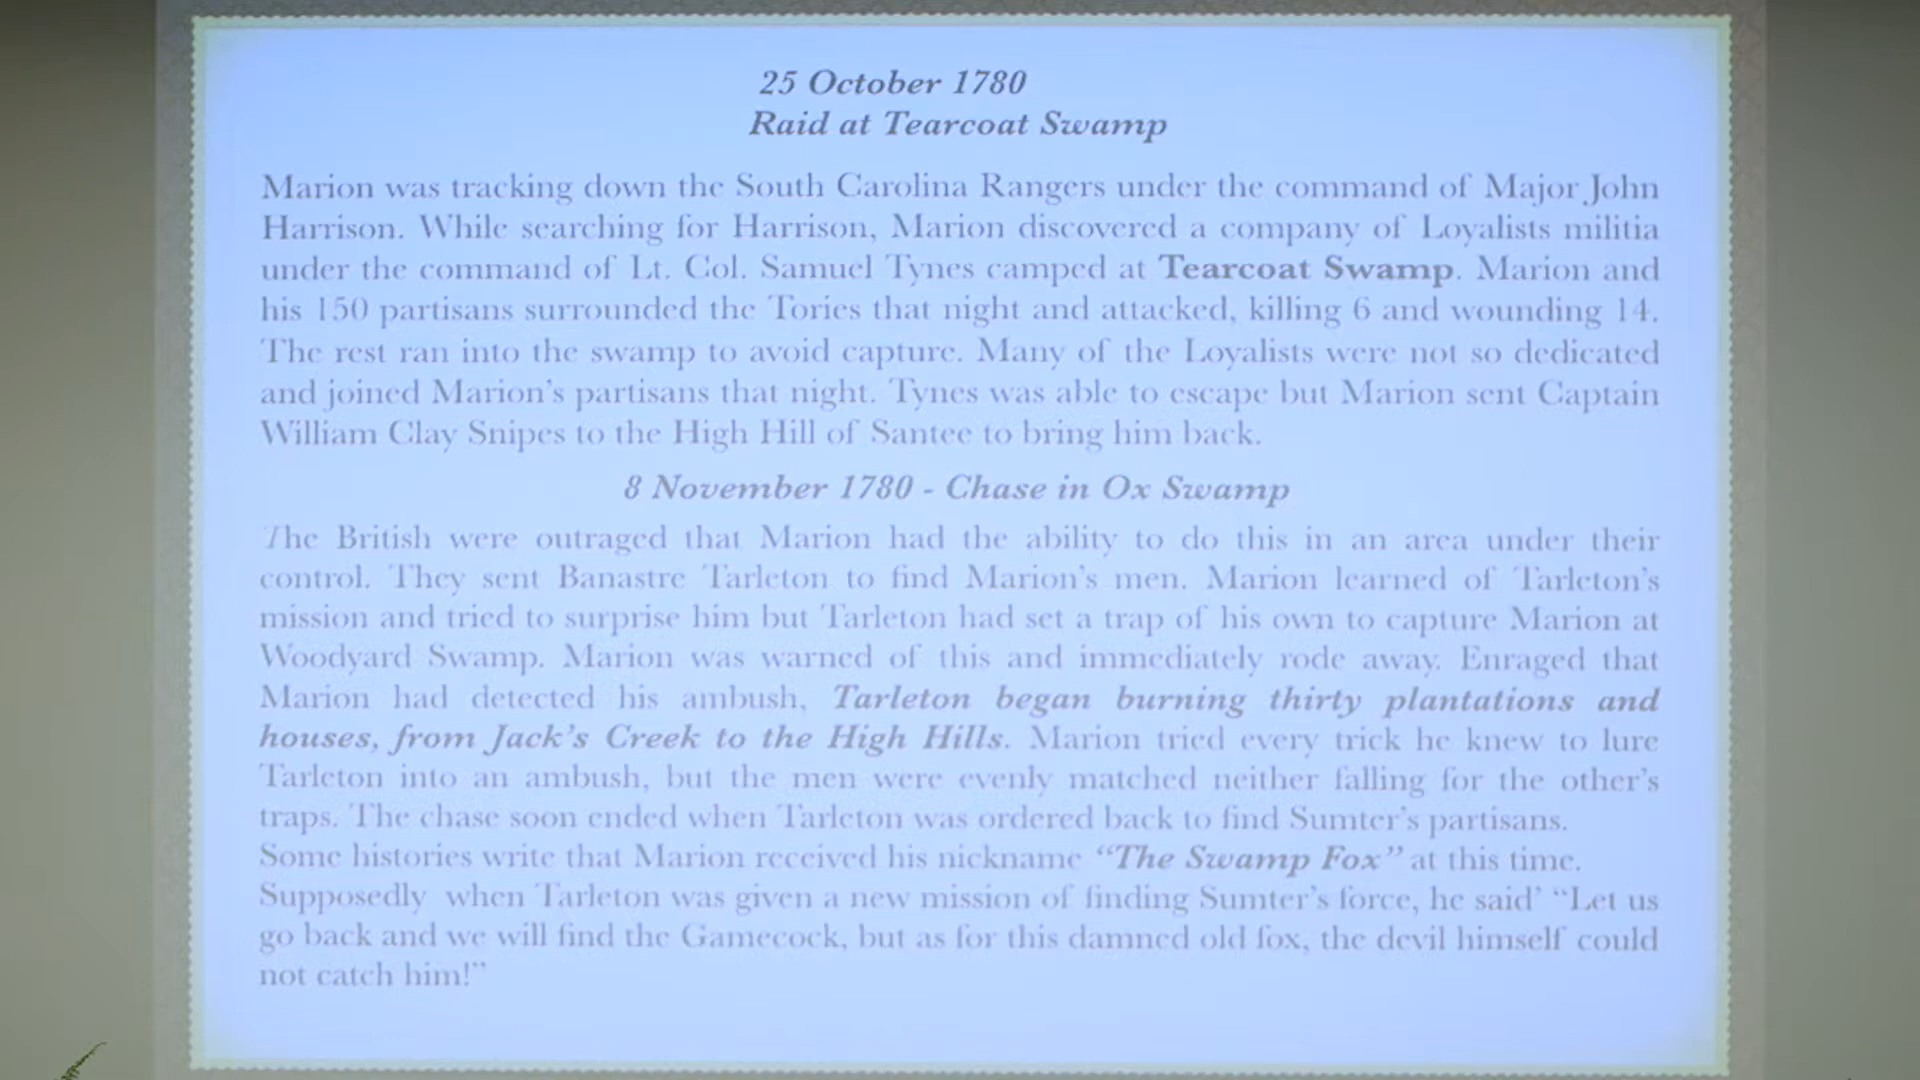 25 October 1780
Raid at Tearcoat Swamp
Marion was tracking down the South Carolina Rangers under the command of Major John
Harrison. While searching for Harrison, Marion discovered a company of Loyalists militia
under the command of Lt. Col. Samuel Tynes camped at Tearcoat Swamp. Marion and
his 150 partisans surrounded the Tories that night and attacked, killing 6 and wounding 14.
The rest ran into the swamp to avoid capture. Many of the Loyalists were not so dedicated
and joined Marion's partisans that night. Tynes was able to escape but Marion sent Captain
William Clay Snipes to the High Hill of Santee to bring him back.
8 November 1780 - Chase in Ox Swamp
The British were outraged that Marion had the ability to do this in an area under their
control. They sent Banastre Tarleton to find Marion's men. Marion learned of Tarleton's
mission and tried to surprise him but Tarleton had set a trap of his own to capture Marion at
Woodyard Swamp. Marion was warned of this and immediately rode away. Enraged that
Marion had detected his ambush, Tarleton began burning thirty plantations and
houses, from Jack's Creek to the High Hills. Marion tried every trick he knew to lure
Tarleton into an ambush, but the men were evenly matched neither falling for the other's
traps. The chase soon ended when Tarleton was ordered back to find Sumter's partisans.
Some histories write that Marion received his nickname “The Swamp Fox” at this time.
Supposedly when Tarleton was given a new mission of finding Sumter's force, he said' “Let us
go back and we will find the Gamecock, but as for this damned old fox, the devil himself could
not catch him!”